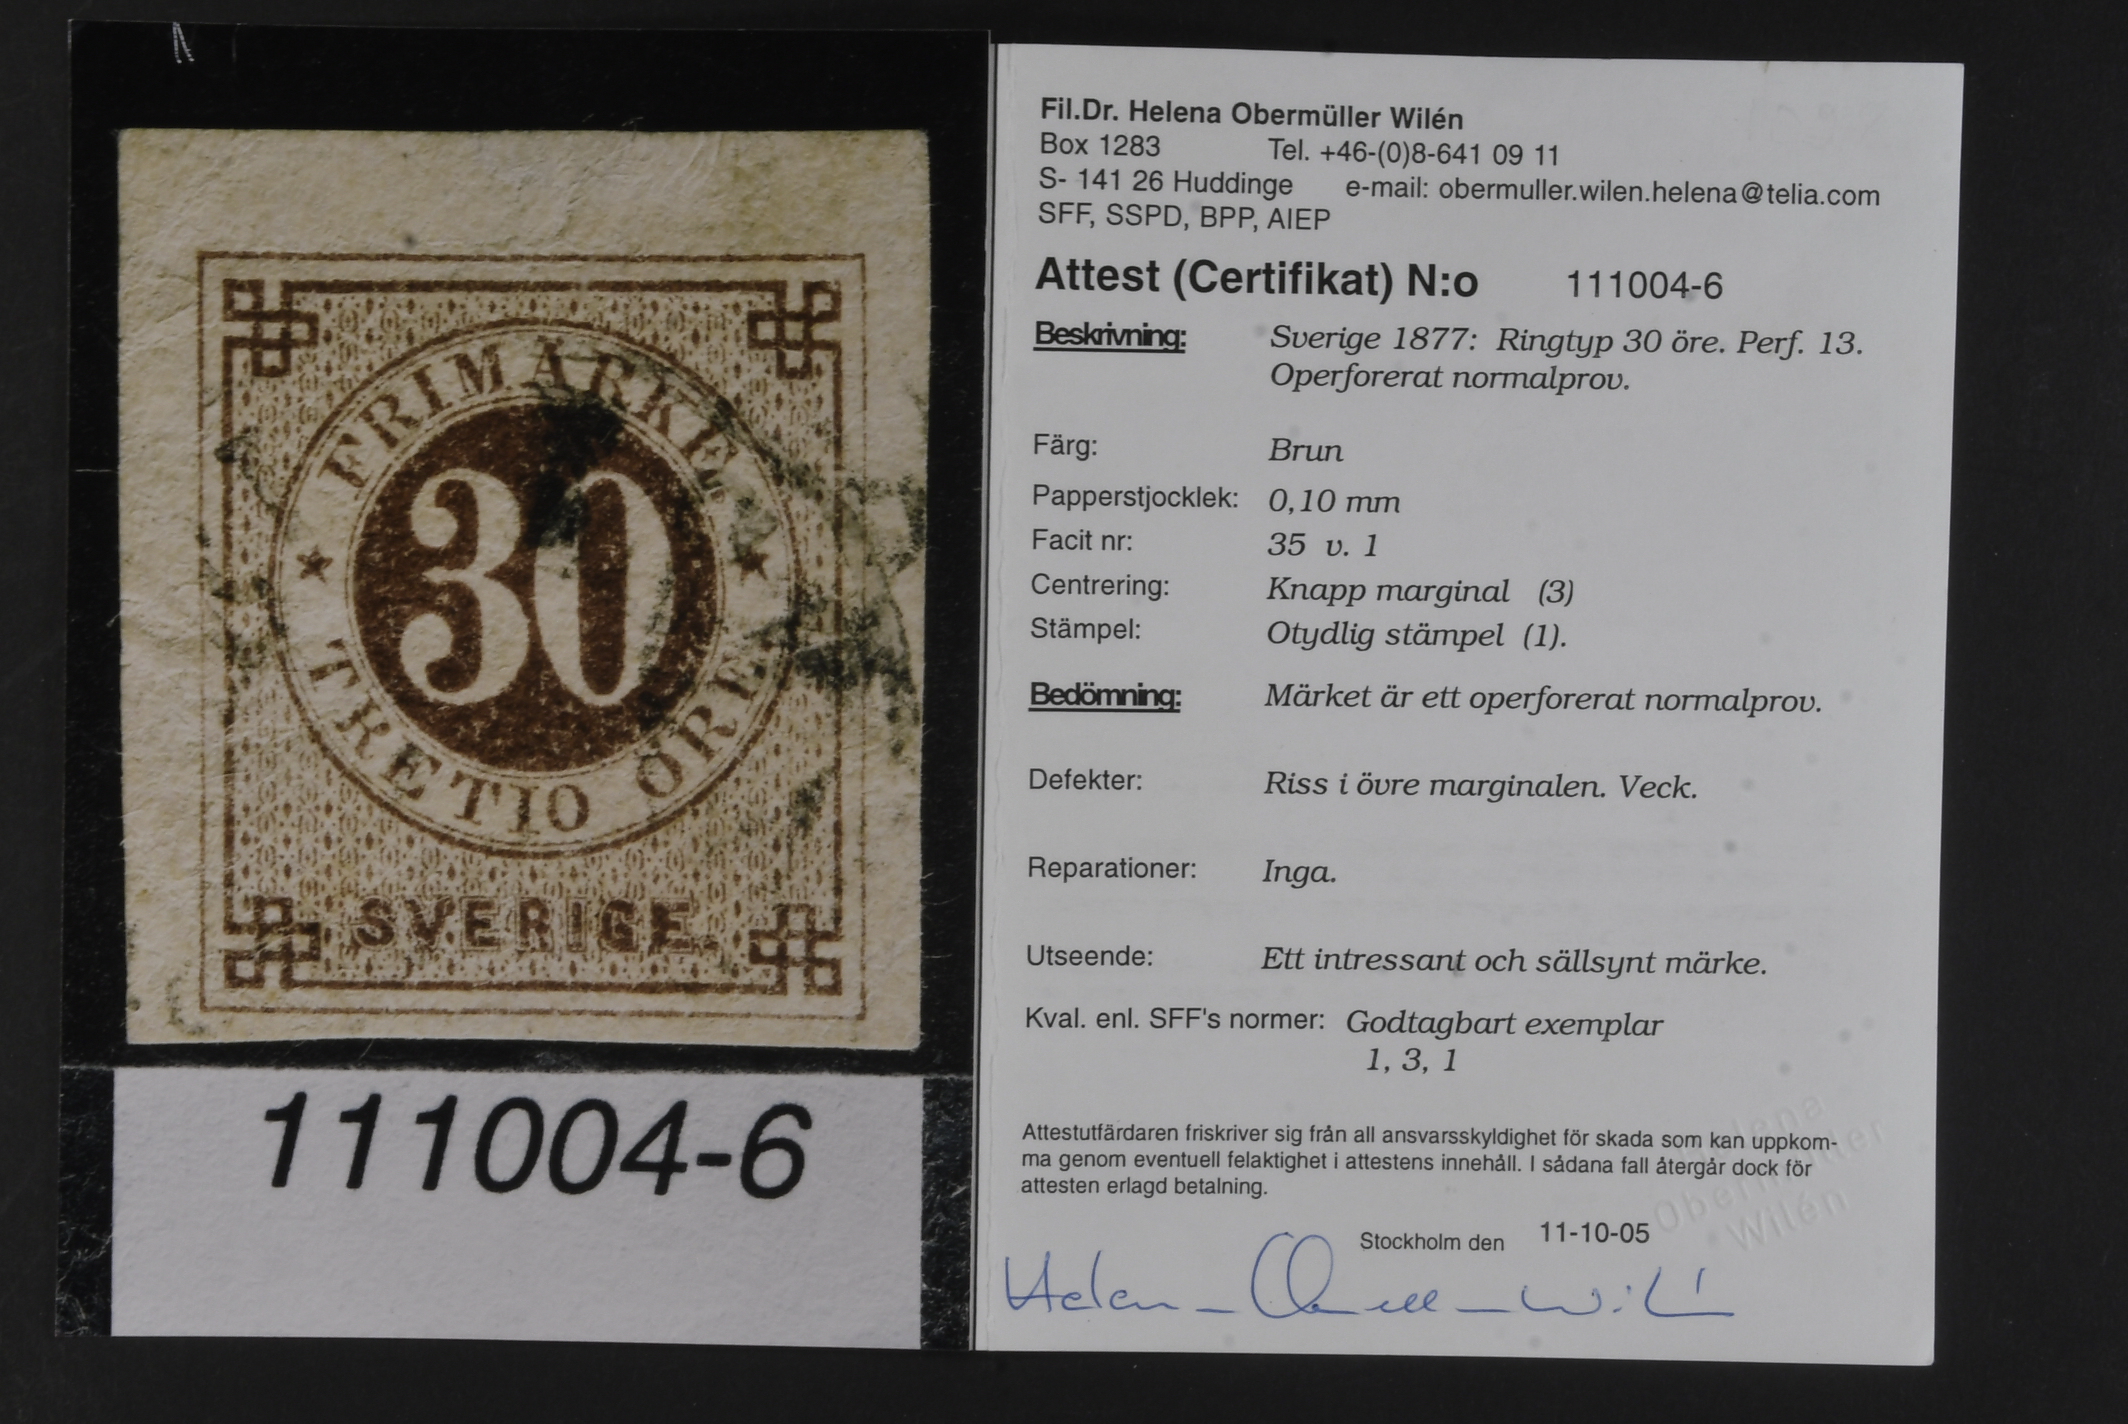 FRIMÄRKE
30
TRETIO ÖRE
SVERIGE.
111004-6
Fil.Dr. Helena Obermüller Wilén
Box 1283 Tel. +46-(0)8-641 09 11
S- 141 26 Huddinge e-mail: obermuller.wilen.helena@telia.com
SFF, SSPD, BPP, AIEP
Attest (Certifikat) N:o 111004-6
Beskrivning: Sverige 1877: Ringtyp 30 öre. Perf. 13.
Operforerat normalprov.
Färg: Brun
Papperstjocklek: 0,10 mm
Facit nr: 35 v. 1
Centrering: Knapp marginal (3)
Stämpel: Otydlig stämpel (1).
Bedömning: Märket är ett operforerat normalprov.
Defekter: Riss i övre marginalen. Veck.
Reparationer: Inga.
Utseende: Ett intressant och sällsynt märke.
Kval. enl. SFF's normer: Godtagbart exemplar
1, 3, 1
Attestutfärdaren friskriver sig från all ansvarsskyldighet för skada som kan uppkom-
ma genom eventuell felaktighet i attestens innehåll. I sådana fall återgår dock för
attesten erlagd betalning.
Helena
Obermüller
Wilén
Stockholm den 11-10-05
Helena Obermüller Wilén